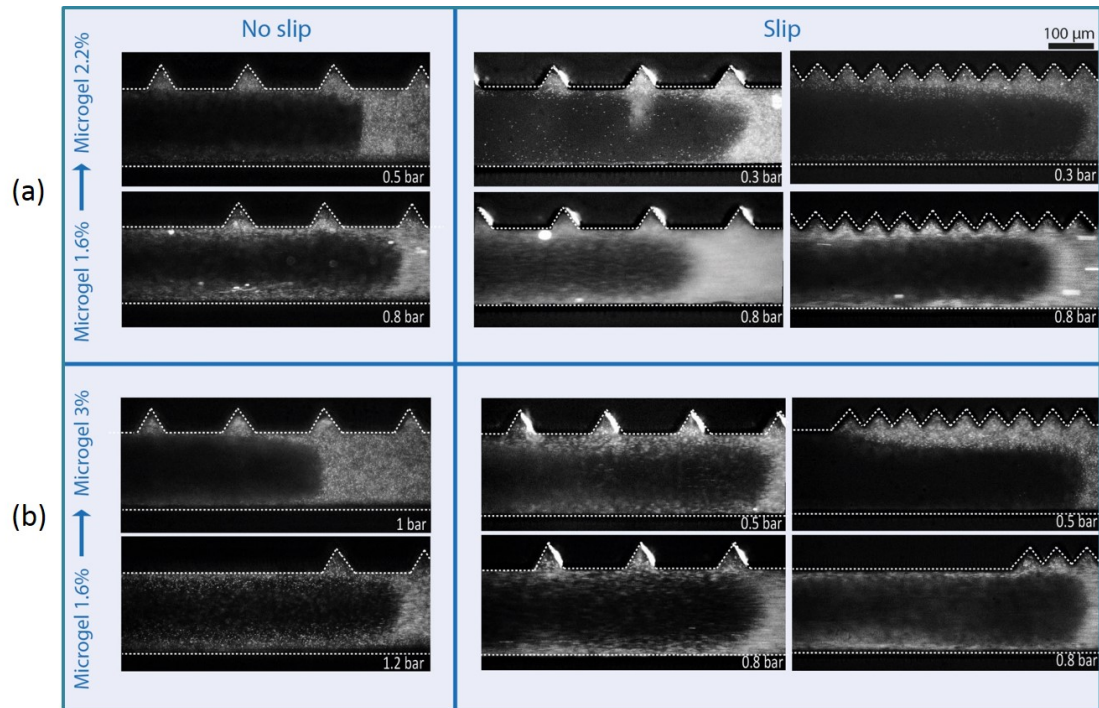 No slip
Slip
100 µm
(a)
Microgel 1.6% → Microgel 2.2%
0.5 bar
0.3 bar
0.3 bar
0.8 bar
0.8 bar
0.8 bar
(b)
Microgel 1.6% → Microgel 3%
1 bar
0.5 bar
0.5 bar
1.2 bar
0.8 bar
0.8 bar